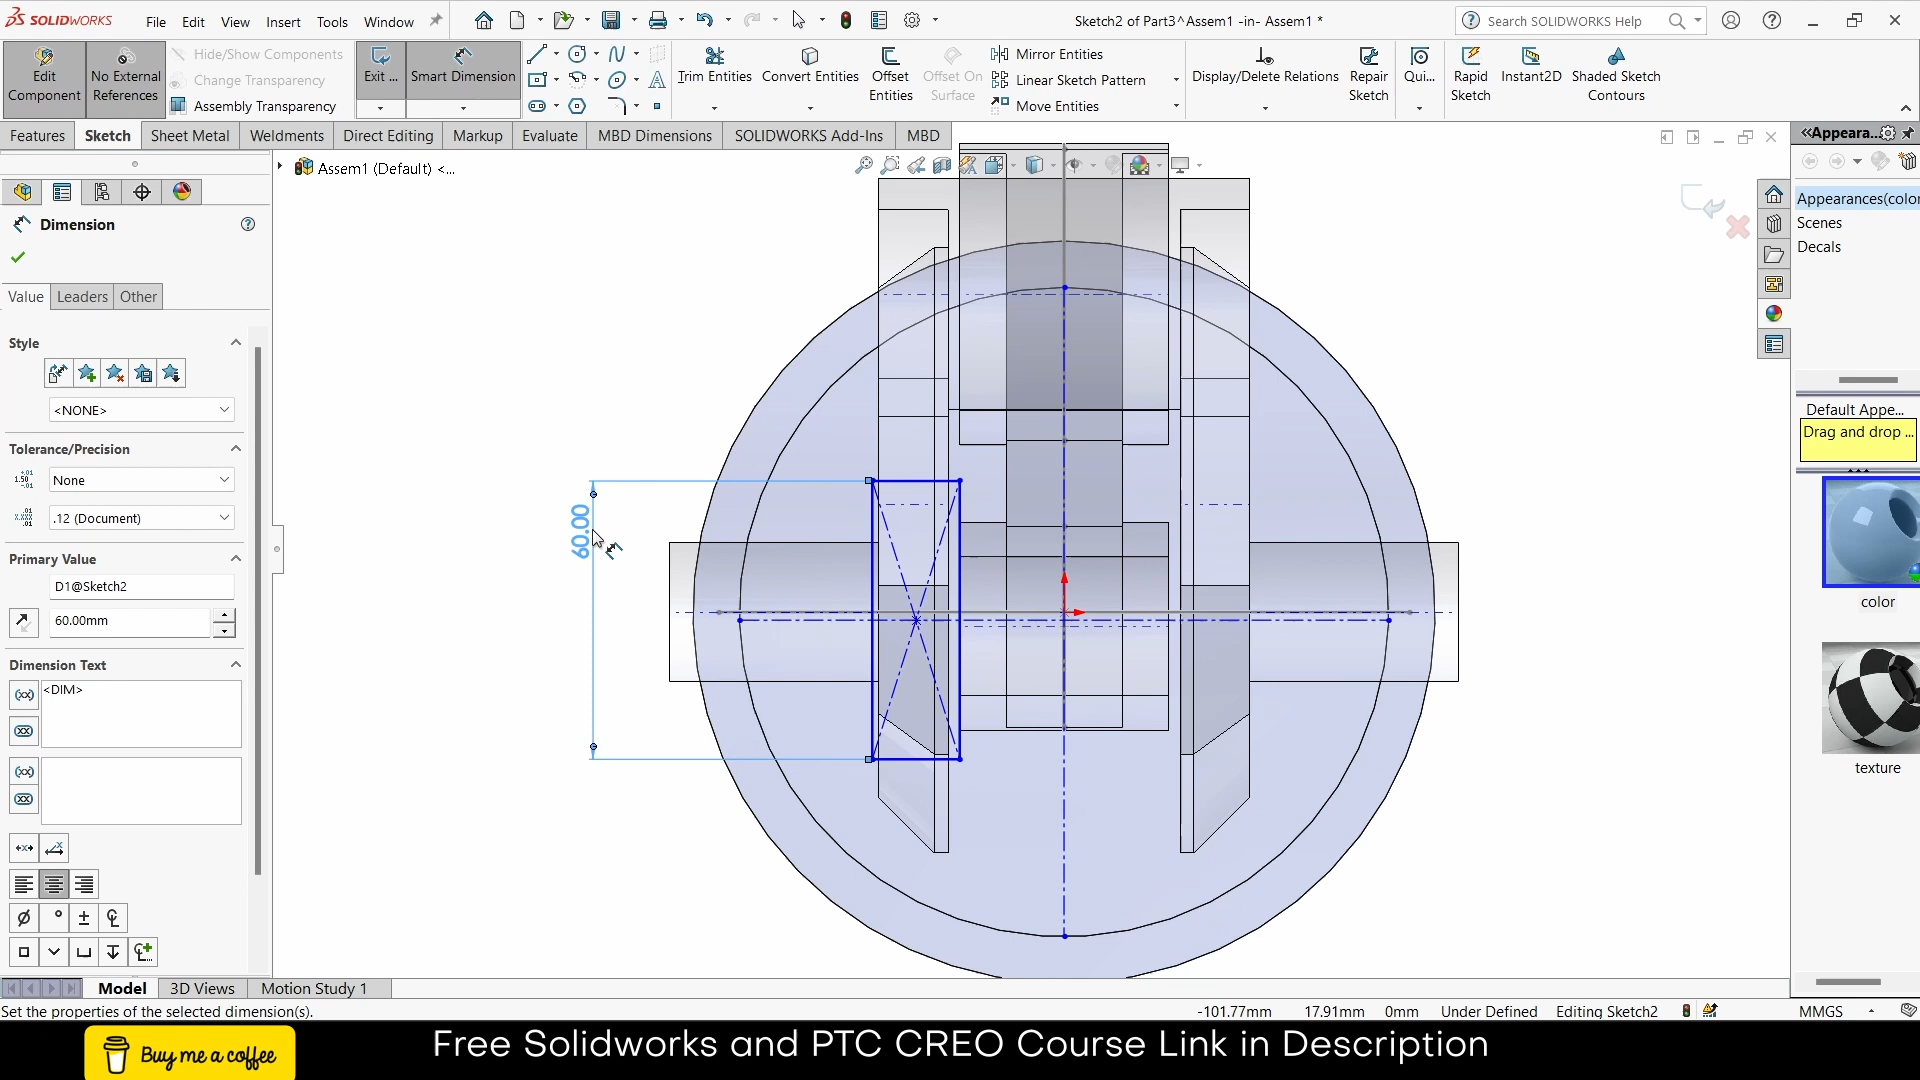 SOLIDWORKS
File Edit View Insert Tools Window
Sketch2 of Part3^Assem1 -in- Assem1 *
Search SOLIDWORKS Help
Edit Component
No External References
Hide/Show Components
Change Transparency
Assembly Transparency
Exit ...
Smart Dimension
Trim Entities
Convert Entities
Offset Entities
Offset On Surface
Mirror Entities
Linear Sketch Pattern
Move Entities
Display/Delete Relations
Repair Sketch
Qui...
Rapid Sketch
Instant2D
Shaded Sketch Contours
Features Sketch Sheet Metal Weldments Direct Editing Markup Evaluate MBD Dimensions SOLIDWORKS Add-Ins MBD
Assem1 (Default) <...
Dimension
Value Leaders Other
Style
<NONE>
Tolerance/Precision
None
.12 (Document)
Primary Value
D1@Sketch2
60.00mm
Dimension Text
<DIM>
60.00
Appeara...
Appearances(color
Scenes
Decals
Default Appe...
Drag and drop ...
color
texture
Model 3D Views Motion Study 1
Set the properties of the selected dimension(s).
-101.77mm 17.91mm 0mm Under Defined Editing Sketch2 MMGS
Buy me a coffee
Free Solidworks and PTC CREO Course Link in Description